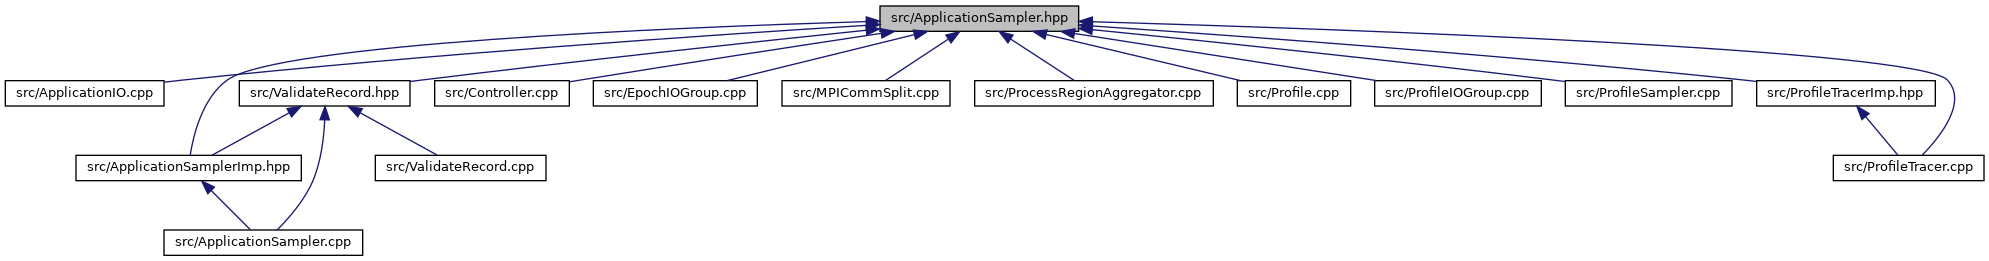 src/ApplicationSampler.hpp
src/ApplicationIO.cpp
src/ValidateRecord.hpp
src/Controller.cpp
src/EpochIOGroup.cpp
src/MPICommSplit.cpp
src/ProcessRegionAggregator.cpp
src/Profile.cpp
src/ProfileIOGroup.cpp
src/ProfileSampler.cpp
src/ProfileTracerImp.hpp
src/ApplicationSamplerImp.hpp
src/ValidateRecord.cpp
src/ProfileTracer.cpp
src/ApplicationSampler.cpp